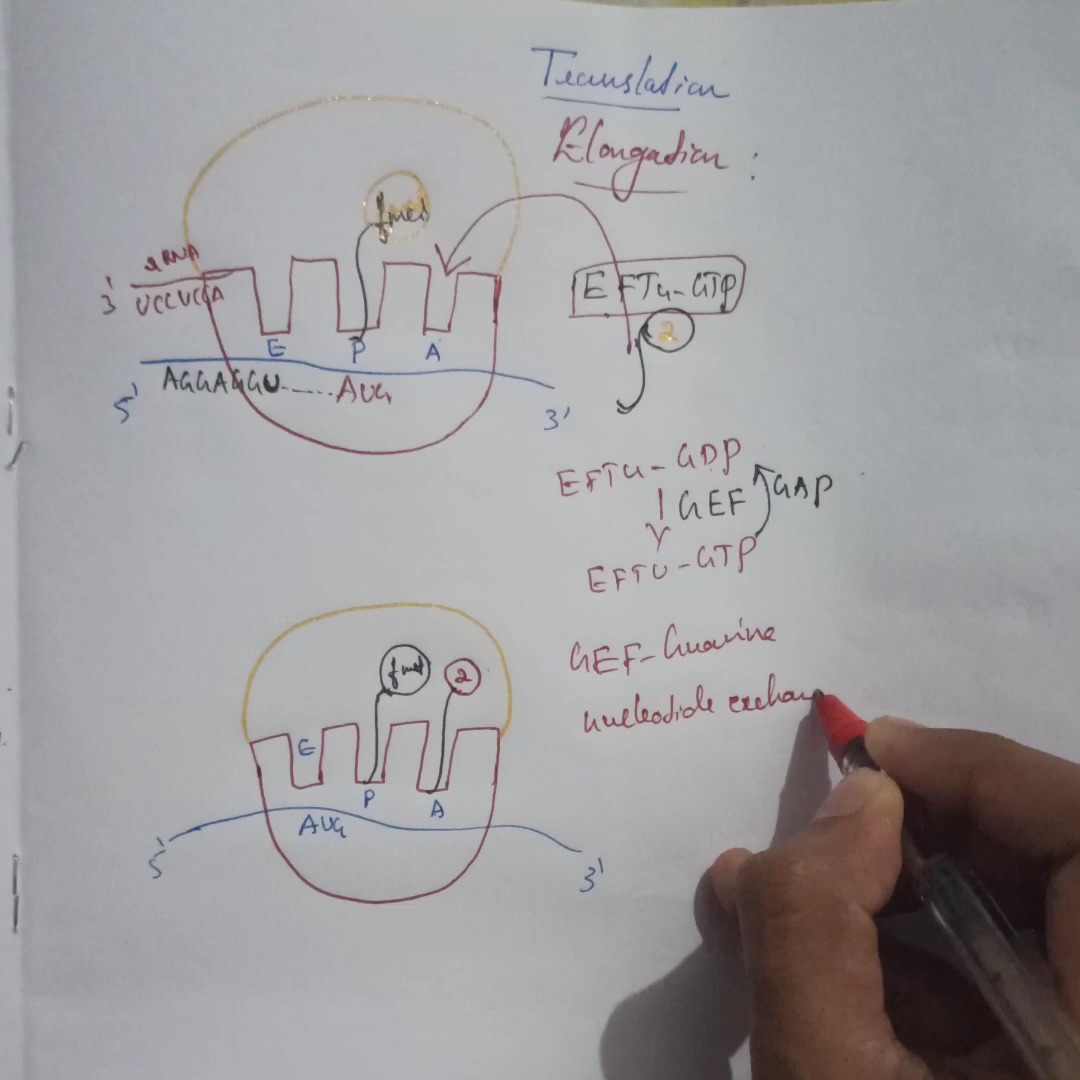 Translation
Elongation :
fmet
rRNA
3'
UCCUCCA
EFTu-GTP
2
E P A
AGGAGGU......AUG
5'
3'
EFTu-GDP
GEF
GAP
EFTU-GTP
fmet
2
GEF-Guanine
nucleotide exchan
E
P
A
AUG
5'
3'